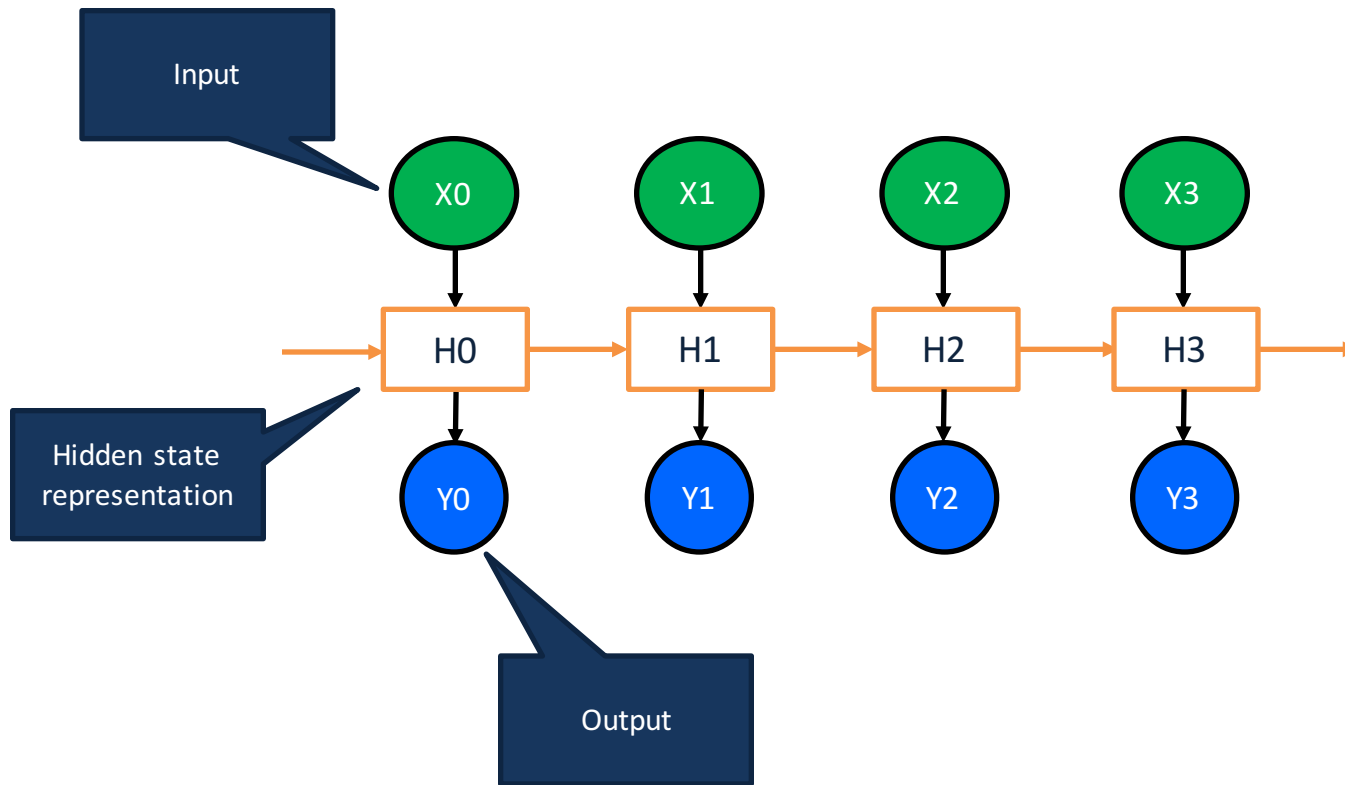 Input
X0
X1
X2
X3
H0
H1
H2
H3
Hidden state
representation
Y0
Y1
Y2
Y3
Output